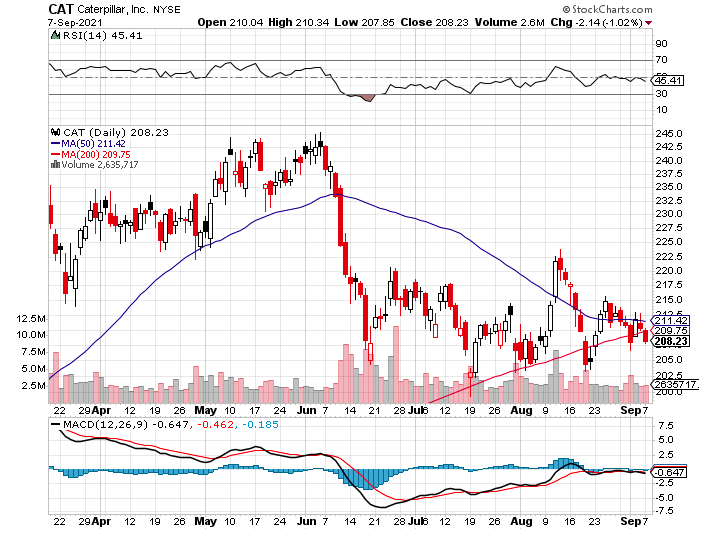 CAT Caterpillar, Inc. NYSE
© StockCharts.com
7-Sep-2021
Open 210.04 High 210.34 Low 207.85 Close 208.23 Volume 2.6M Chg -2.14 (-1.02%)
RSI(14) 45.41
90
70
50
45.41
30
10
CAT (Daily) 208.23
MA(50) 211.42
MA(200) 209.75
Volume 2,635,717
245.0
242.5
240.0
237.5
235.0
232.5
230.0
227.5
225.0
222.5
220.0
217.5
215.0
212.5
211.42
209.75
208.23
205.0
202.5
2635717
200.0
12.5M
10.0M
7.5M
5.0M
2.5M
22 Apr 12 19 26 May 10 17 24 Jun 7 14 21 28 Jul 6 12 19 26 Aug 9 16 23 Sep 7
MACD(12,26,9) -0.647, -0.462, -0.185
7.5
5.0
2.5
-0.647
-2.5
-5.0
-7.5
22 Apr 12 19 26 May 10 17 24 Jun 7 14 21 28 Jul 6 12 19 26 Aug 9 16 23 Sep 7